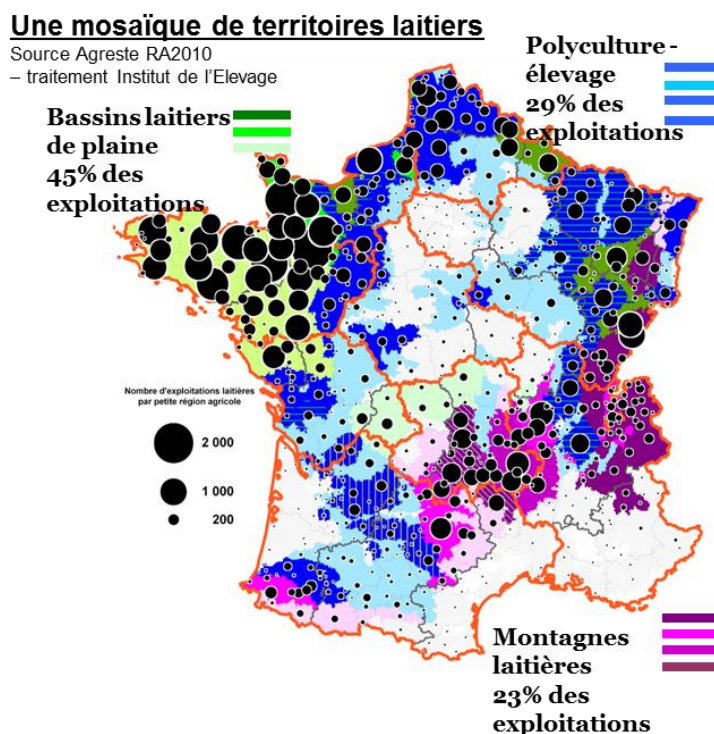 Une mosaïque de territoires laitiers
Source Agreste RA2010
– traitement Institut de l'Elevage
Polyculture -
élevage
29% des
exploitations
Bassins laitiers
de plaine
45% des
exploitations
Nombre d'exploitations laitières
par petite région agricole
2 000
1 000
200
Montagnes
laitières
23% des
exploitations